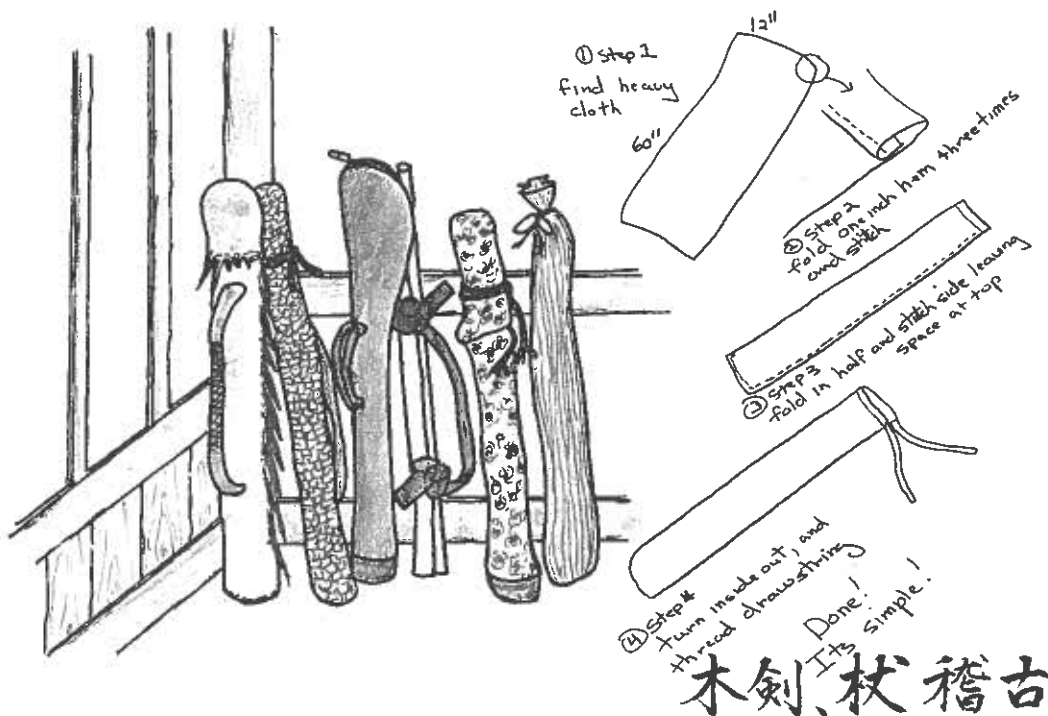 ① Step 1
find heavy
cloth
12"
60"
② Step 2
fold one inch hem three times
and stitch
③ Step 3
fold in half and stitch side leaving
space at top
④ Step 4
turn inside out, and
thread drawstring
Done!
Its simple!
木剣、杖稽古